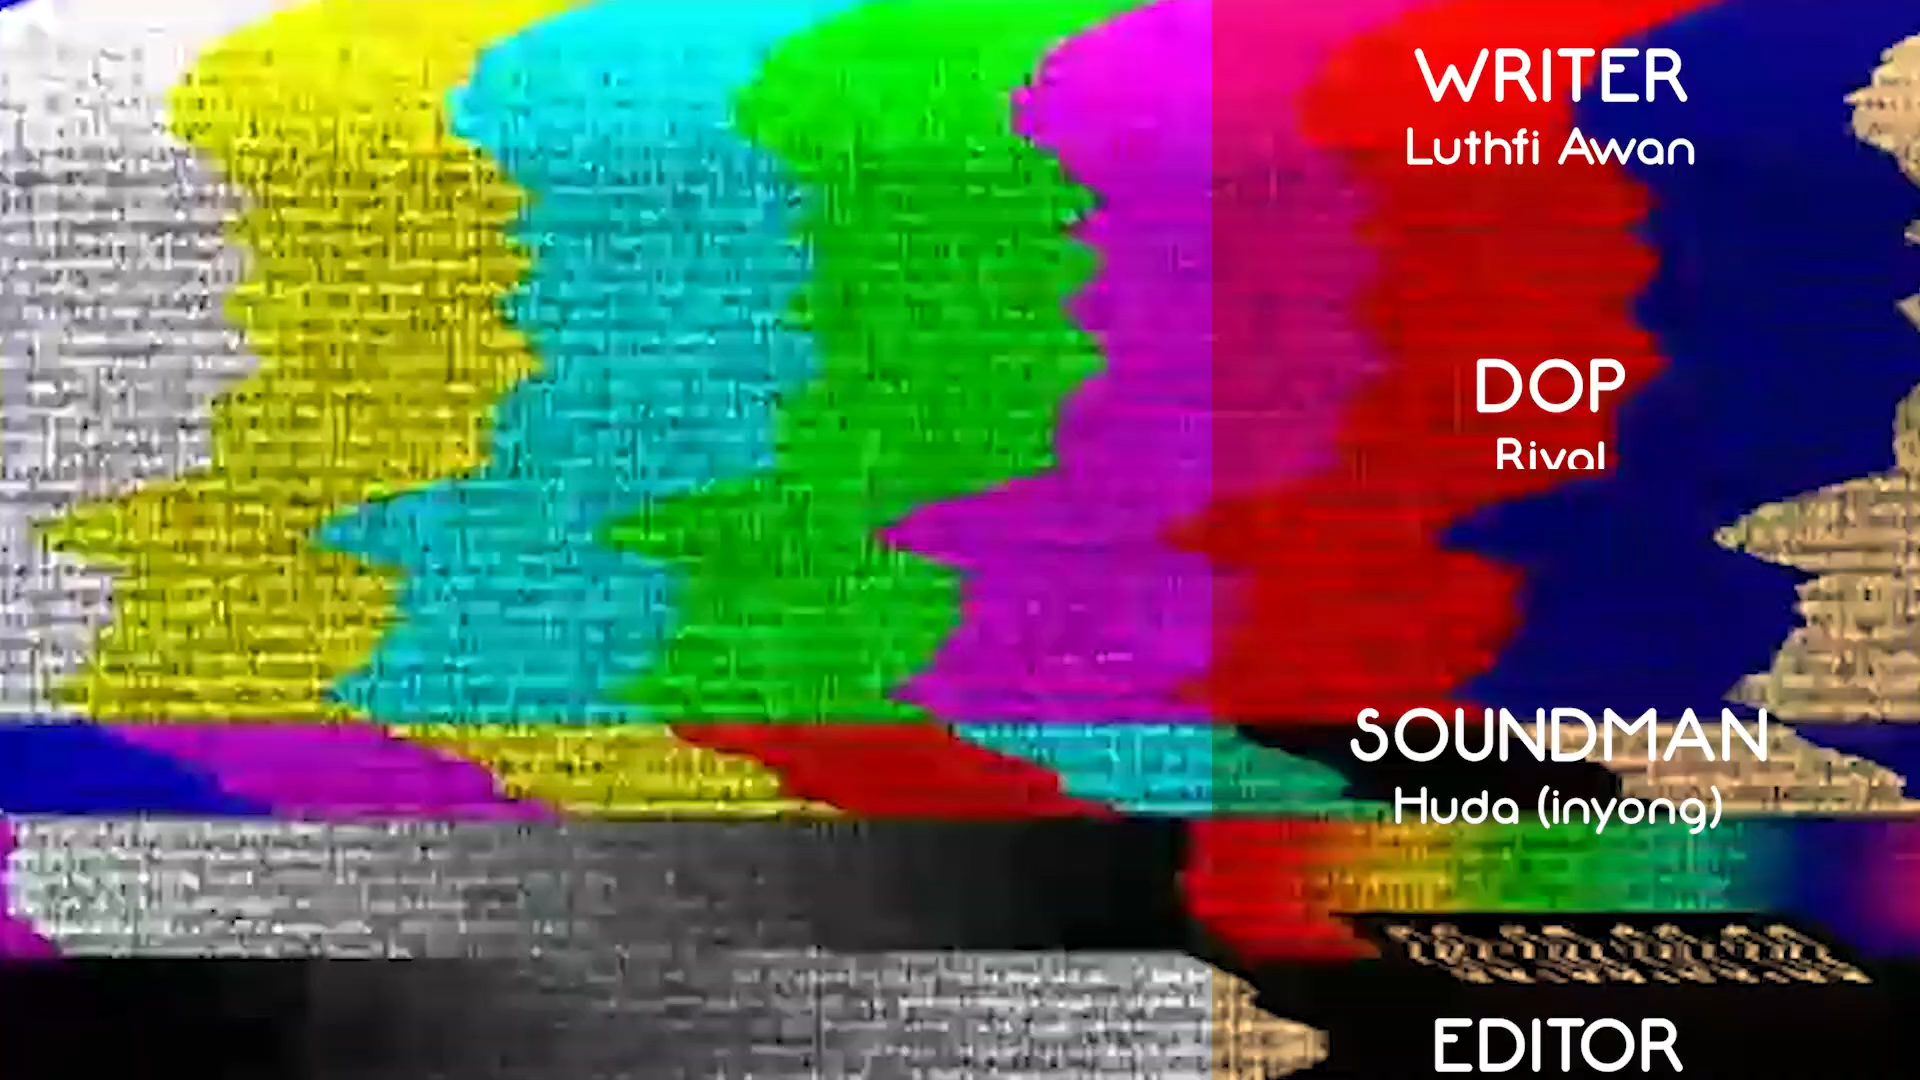 WRITER
Luthfi Awan
DOP
Rival
SOUNDMAN
Huda (inyong)
EDITOR